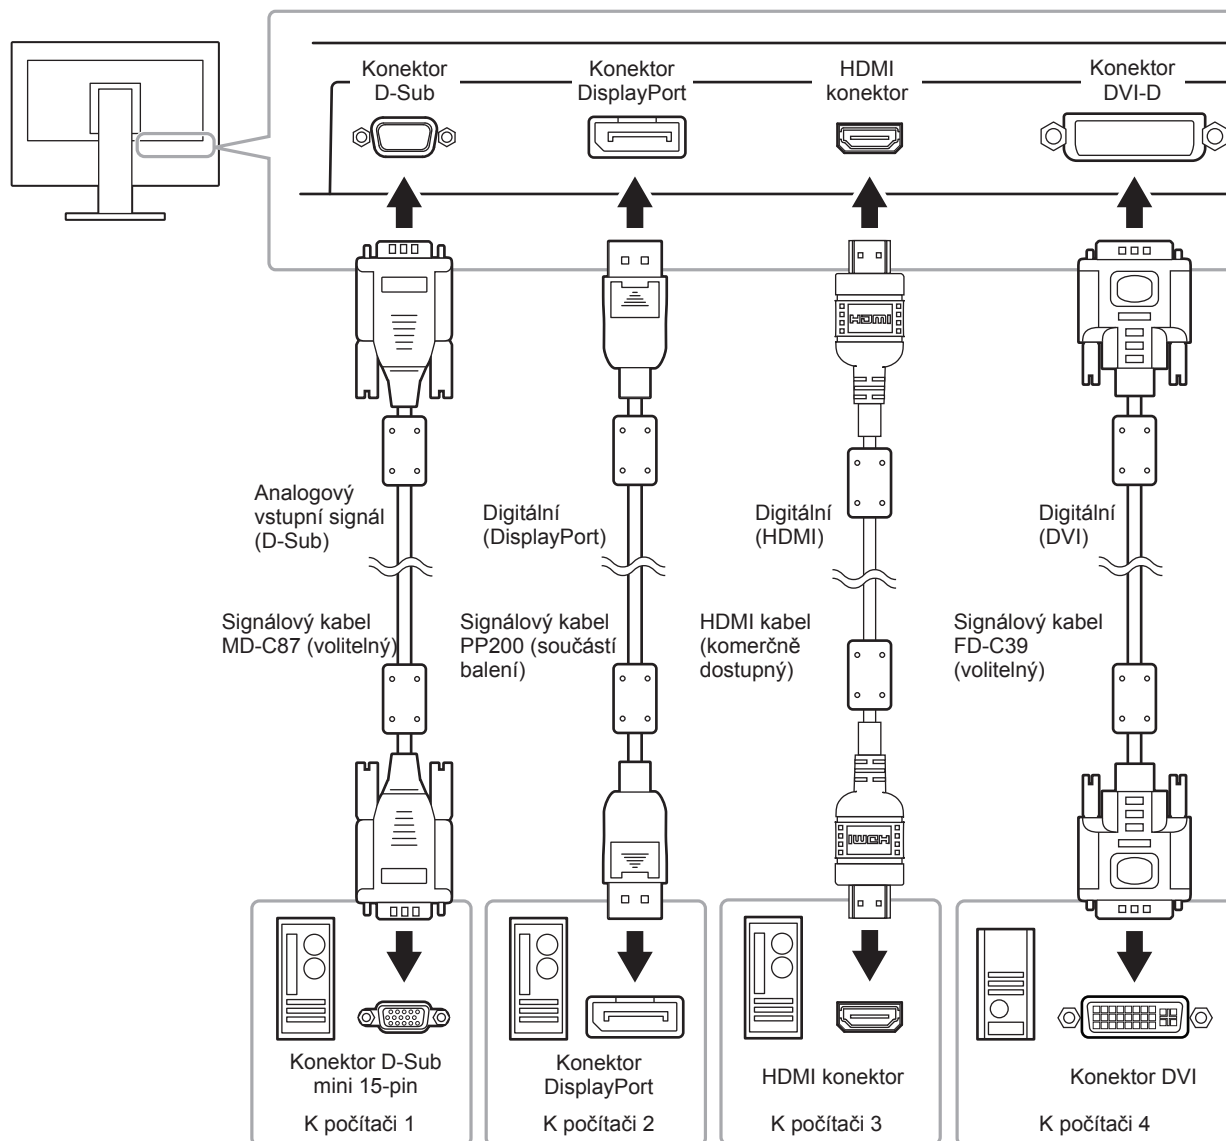 Konektor
D-Sub
Konektor
DisplayPort
HDMI
konektor
Konektor
DVI-D
HDMI
Analogový
vstupní signál
(D-Sub)
Digitální
(DisplayPort)
Digitální
(HDMI)
Digitální
(DVI)
Signálový kabel
MD-C87 (volitelný)
Signálový kabel
PP200 (součástí
balení)
HDMI kabel
(komerčně
dostupný)
Signálový kabel
FD-C39
(volitelný)
HDMI
Konektor D-Sub
mini 15-pin
Konektor
DisplayPort
HDMI konektor
Konektor DVI
K počítači 1
K počítači 2
K počítači 3
K počítači 4